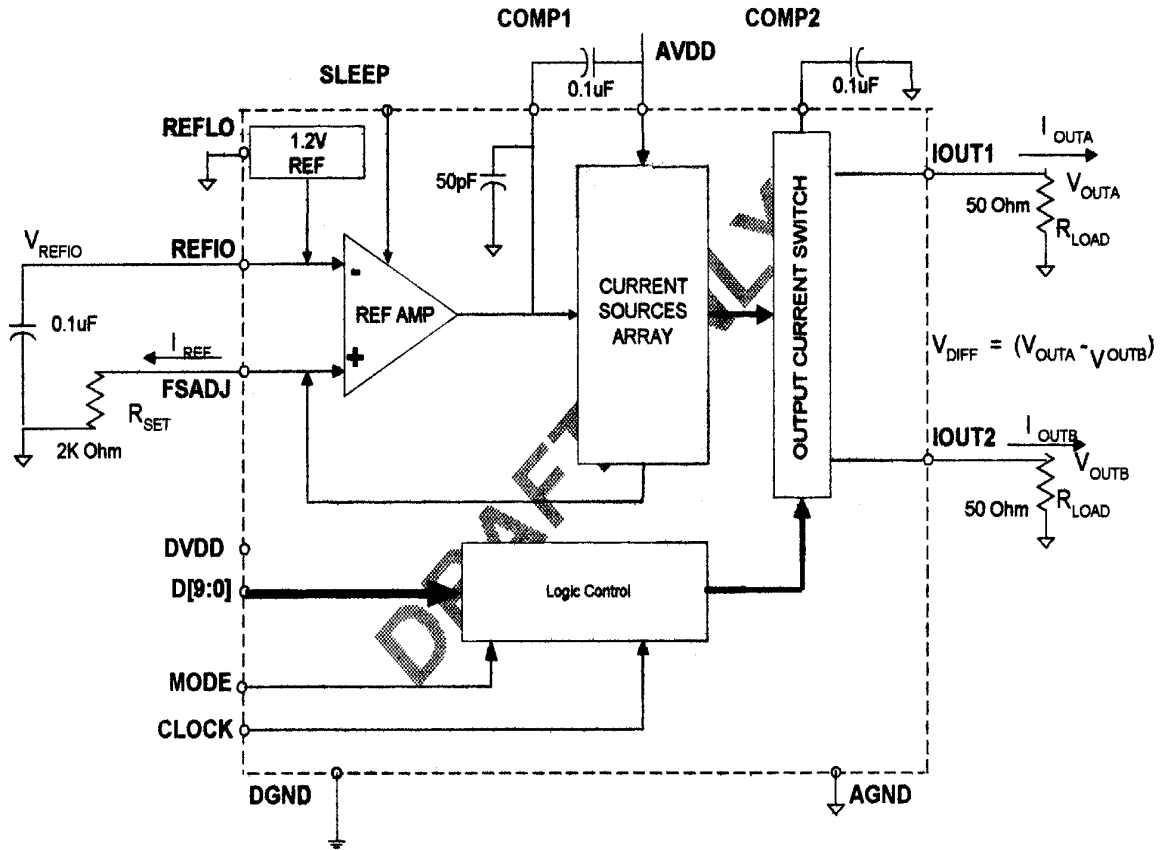 COMP1
COMP2
AVDD
SLEEP
0.1uF
0.1uF
REFLO
1.2V
REF
50pF
IOUT1
I OUTA
V OUTA
50 Ohm
R LOAD
V REFIO
REFIO
-
REF AMP
+
CURRENT
SOURCES
ARRAY
OUTPUT CURRENT SWITCH
0.1uF
I REF
FSADJ
R SET
2K Ohm
V DIFF = (V OUTA - V OUTB)
IOUT2
I OUTB
V OUTB
50 Ohm
R LOAD
DVDD
D[9:0]
Logic Control
MODE
CLOCK
DGND
AGND
DRAFT
LY